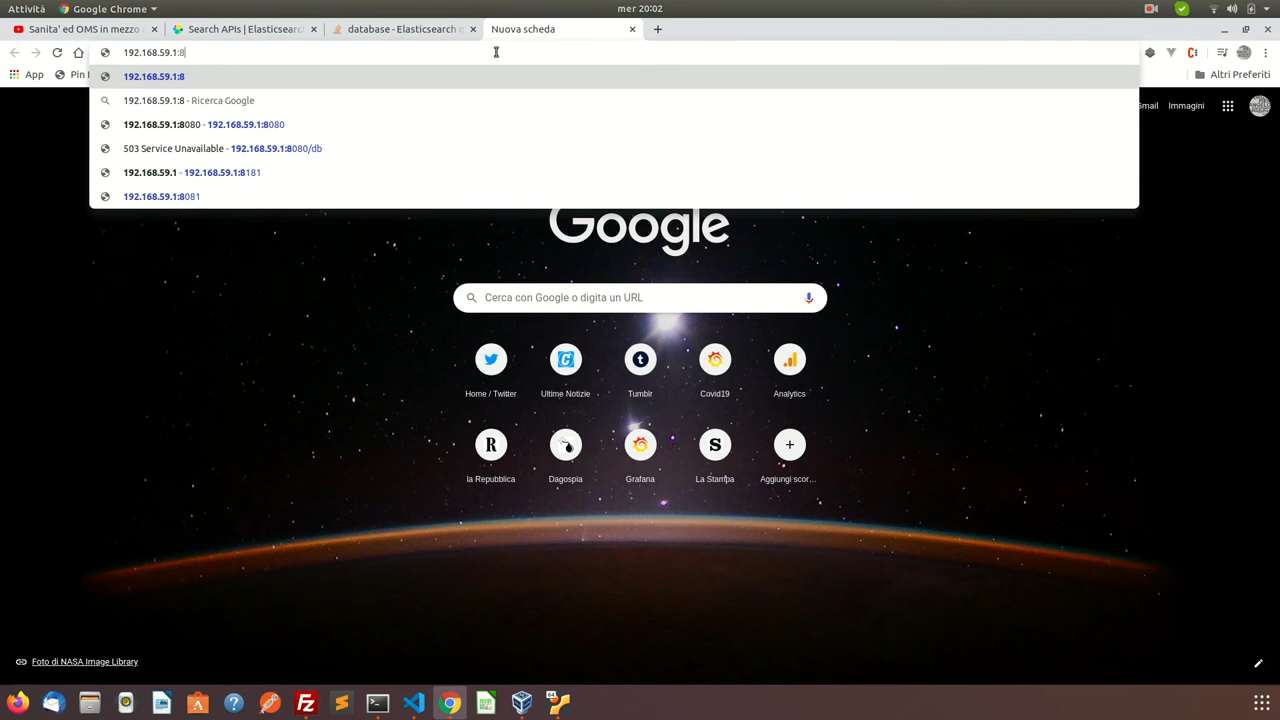 Attività
Google Chrome
mer 20:02
Sanita' ed OMS in mezzo
Search APIs | Elasticsearc
database - Elasticsearch q
Nuova scheda
192.168.59.1:8
App
Pin
Altri Preferiti
192.168.59.1:8
192.168.59.1:8 - Ricerca Google
192.168.59.1:8080 - 192.168.59.1:8080
503 Service Unavailable - 192.168.59.1:8080/db
192.168.59.1 - 192.168.59.1:8181
192.168.59.1:8081
Gmail
Immagini
Google
Cerca con Google o digita un URL
Home / Twitter
Ultime Notizie
Tumblr
Covid19
Analytics
la Repubblica
Dagospia
Grafana
La Stampa
Aggiungi scor...
Foto di NASA Image Library